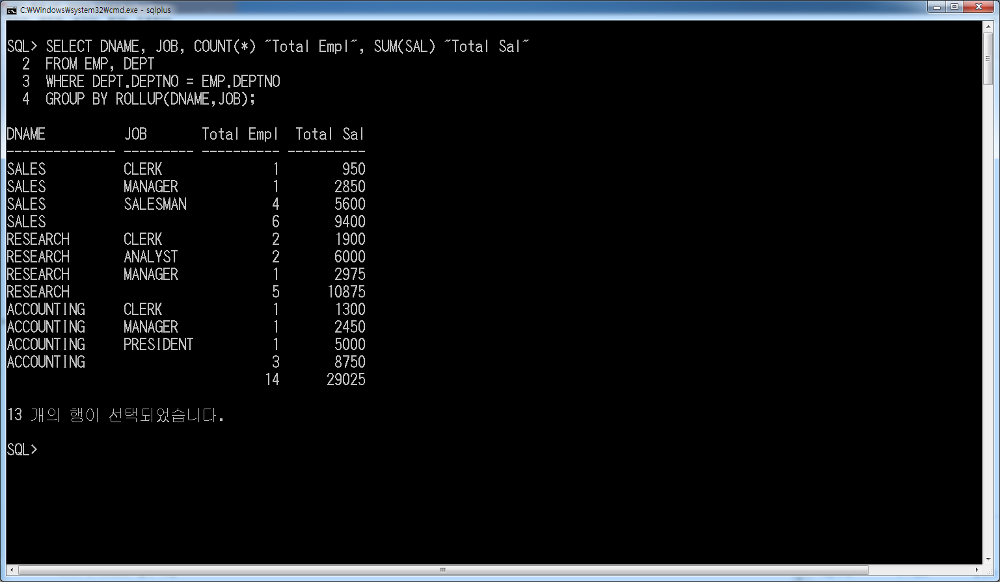 C:₩Windows₩system32₩cmd.exe - sqlplus
SQL> SELECT DNAME, JOB, COUNT(*) "Total Empl", SUM(SAL) "Total Sal"
2 FROM EMP, DEPT
3 WHERE DEPT.DEPTNO = EMP.DEPTNO
4 GROUP BY ROLLUP(DNAME,JOB);
DNAME JOB Total Empl Total Sal
-------------- --------- ---------- ----------
SALES CLERK 1 950
SALES MANAGER 1 2850
SALES SALESMAN 4 5600
SALES 6 9400
RESEARCH CLERK 2 1900
RESEARCH ANALYST 2 6000
RESEARCH MANAGER 1 2975
RESEARCH 5 10875
ACCOUNTING CLERK 1 1300
ACCOUNTING MANAGER 1 2450
ACCOUNTING PRESIDENT 1 5000
ACCOUNTING 3 8750
14 29025
13 개의 행이 선택되었습니다.
SQL>